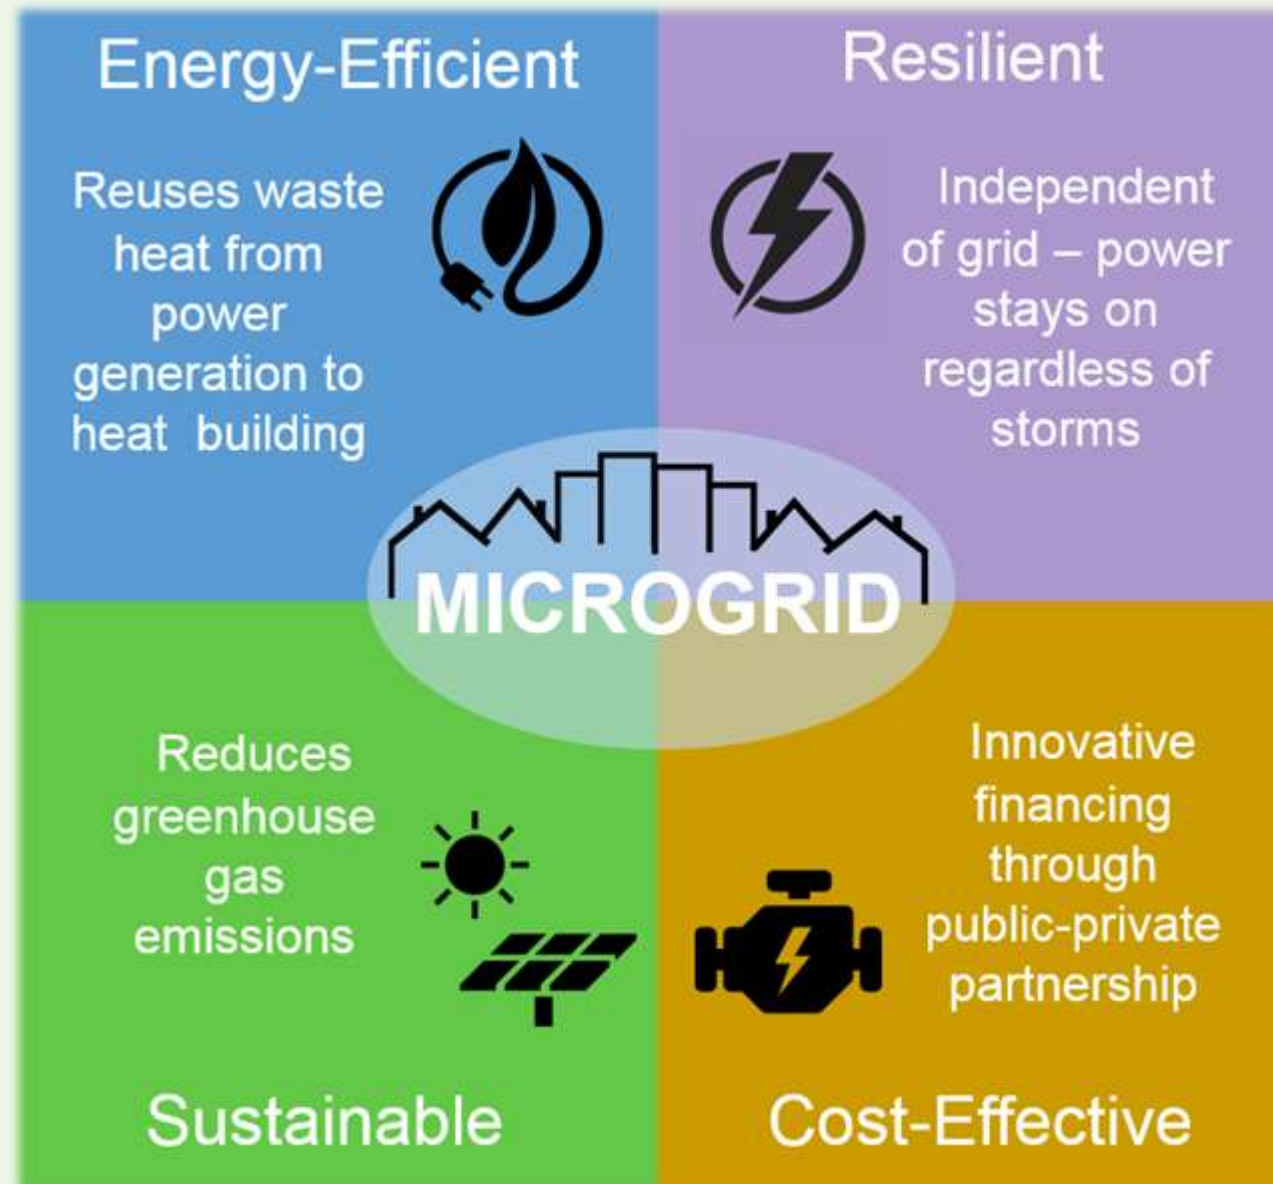 Energy-Efficient
Reuses waste
heat from
power
generation to
heat building
Resilient
Independent
of grid – power
stays on
regardless of
storms
MICROGRID
Reduces
greenhouse
gas
emissions
Sustainable
Innovative
financing
through
public-private
partnership
Cost-Effective